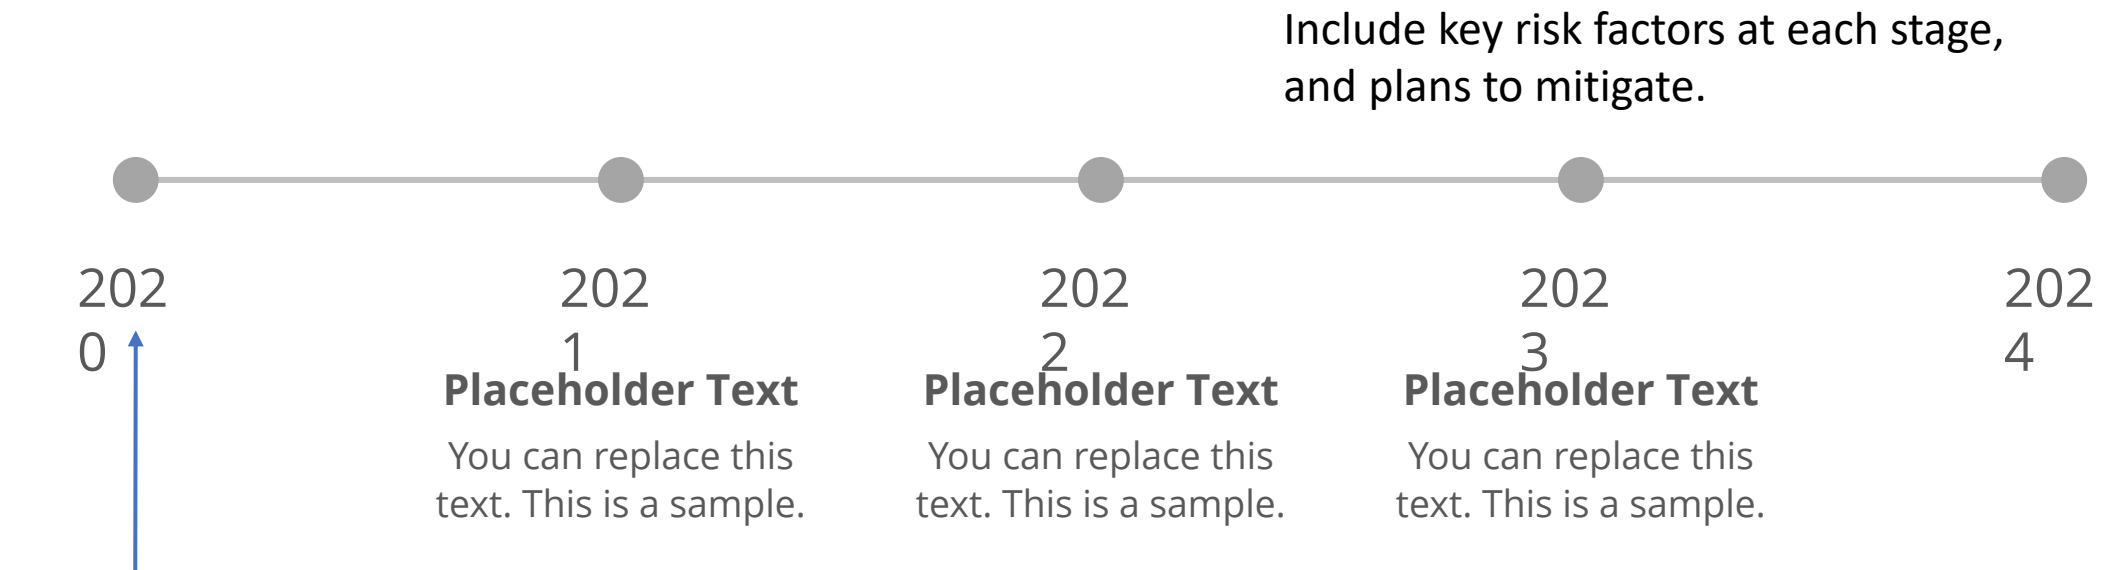 Include key risk factors at each stage,
and plans to mitigate.
202
0
202
1
Placeholder Text
You can replace this
text. This is a sample.
202
2
Placeholder Text
You can replace this
text. This is a sample.
202
3
Placeholder Text
You can replace this
text. This is a sample.
202
4